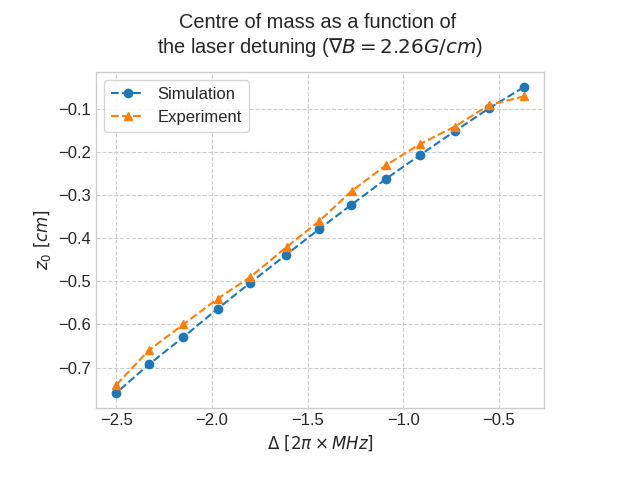 Centre of mass as a function of
the laser detuning (∇B = 2.26G/cm)
Simulation
Experiment
−0.1
−0.2
−0.3
−0.4
−0.5
−0.6
−0.7
z₀ [cm]
−2.5 −2.0 −1.5 −1.0 −0.5
Δ [2π × MHz]